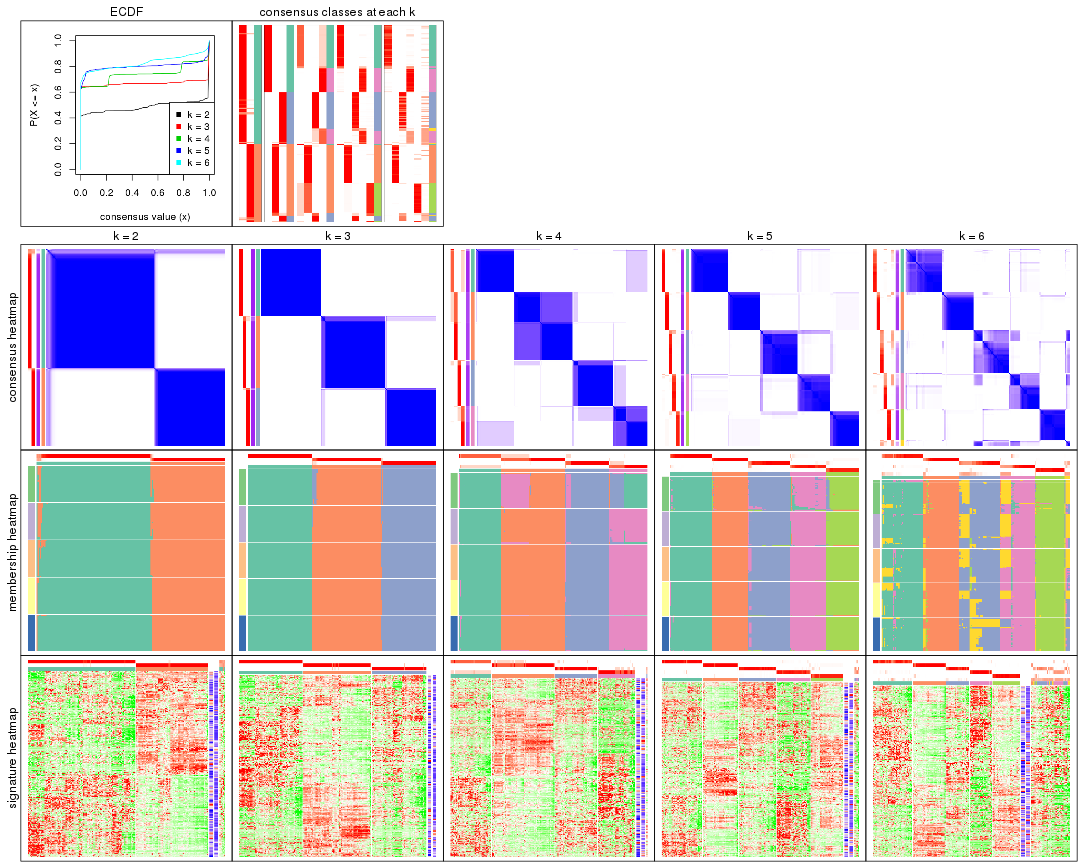 ECDF
consensus classes at each k
P(X <= x)
0.0 0.2 0.4 0.6 0.8 1.0
k = 2
k = 3
k = 4
k = 5
k = 6
0.0 0.2 0.4 0.6 0.8 1.0
consensus value (x)
k = 2 k = 3 k = 4 k = 5 k = 6
consensus heatmap
membership heatmap
signature heatmap